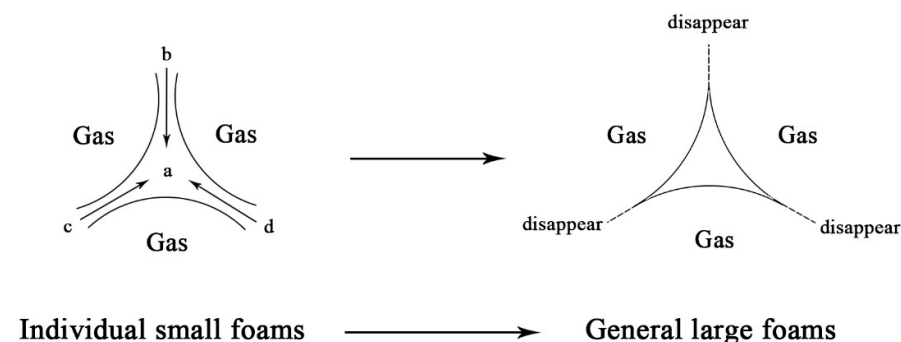 disappear
b
Gas
Gas
Gas
Gas
a
c
d
Gas
disappear
disappear
Gas
Individual small foams
General large foams